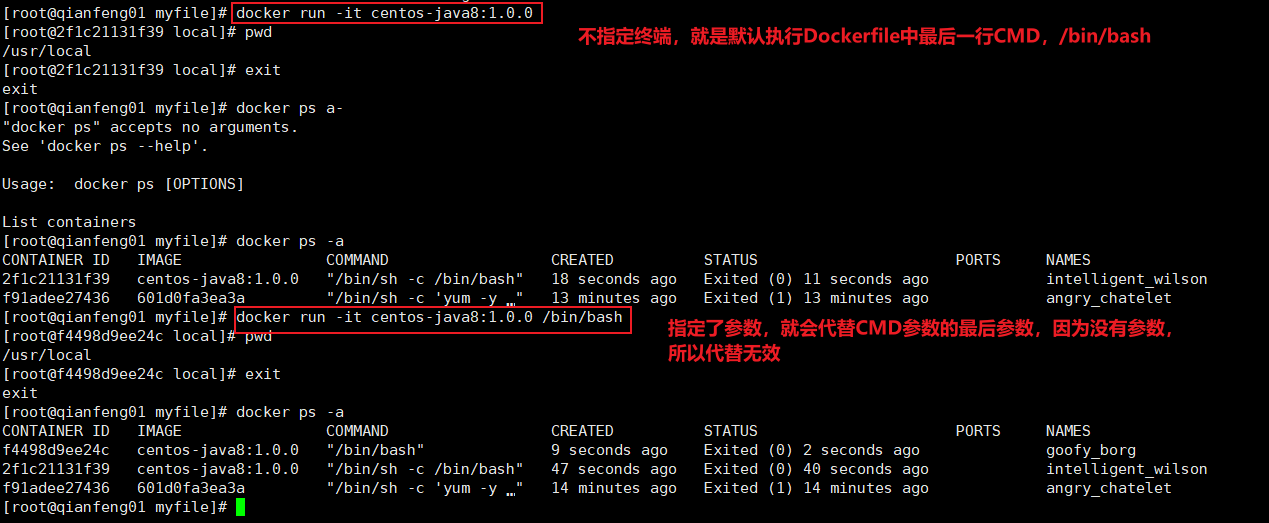 [root@qianfeng01 myfile]# docker run -it centos-java8:1.0.0
[root@2f1c21131f39 local]# pwd
不指定终端，就是默认执行Dockerfile中最后一行CMD，/bin/bash
/usr/local
[root@2f1c21131f39 local]# exit
exit
[root@qianfeng01 myfile]# docker ps a-
"docker ps" accepts no arguments.
See 'docker ps --help'.
Usage:  docker ps [OPTIONS]
List containers
[root@qianfeng01 myfile]# docker ps -a
CONTAINER ID   IMAGE                COMMAND                  CREATED          STATUS                      PORTS     NAMES
2f1c21131f39   centos-java8:1.0.0   "/bin/sh -c /bin/bash"   18 seconds ago   Exited (0) 11 seconds ago             intelligent_wilson
f91adee27436   601d0fa3ea3a         "/bin/sh -c 'yum -y …"   13 minutes ago   Exited (1) 13 minutes ago             angry_chatelet
[root@qianfeng01 myfile]# docker run -it centos-java8:1.0.0 /bin/bash
指定了参数，就会代替CMD参数的最后参数，因为没有参数，
[root@f4498d9ee24c local]# pwd
所以代替无效
/usr/local
[root@f4498d9ee24c local]# exit
exit
[root@qianfeng01 myfile]# docker ps -a
CONTAINER ID   IMAGE                COMMAND                  CREATED          STATUS                      PORTS     NAMES
f4498d9ee24c   centos-java8:1.0.0   "/bin/bash"              9 seconds ago    Exited (0) 2 seconds ago              goofy_borg
2f1c21131f39   centos-java8:1.0.0   "/bin/sh -c /bin/bash"   47 seconds ago   Exited (0) 40 seconds ago             intelligent_wilson
f91adee27436   601d0fa3ea3a         "/bin/sh -c 'yum -y …"   14 minutes ago   Exited (1) 14 minutes ago             angry_chatelet
[root@qianfeng01 myfile]#